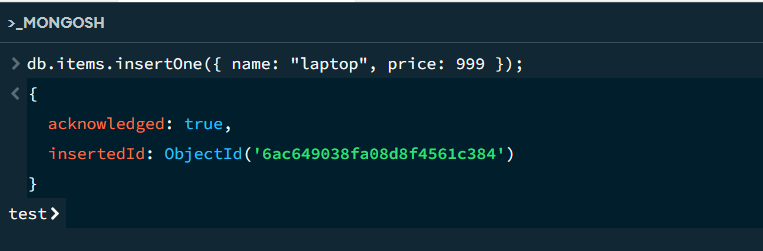 >_MONGOSH
> db.items.insertOne({ name: "laptop", price: 999 });
< {
acknowledged: true,
insertedId: ObjectId('6ac649038fa08d8f4561c384')
}
test>